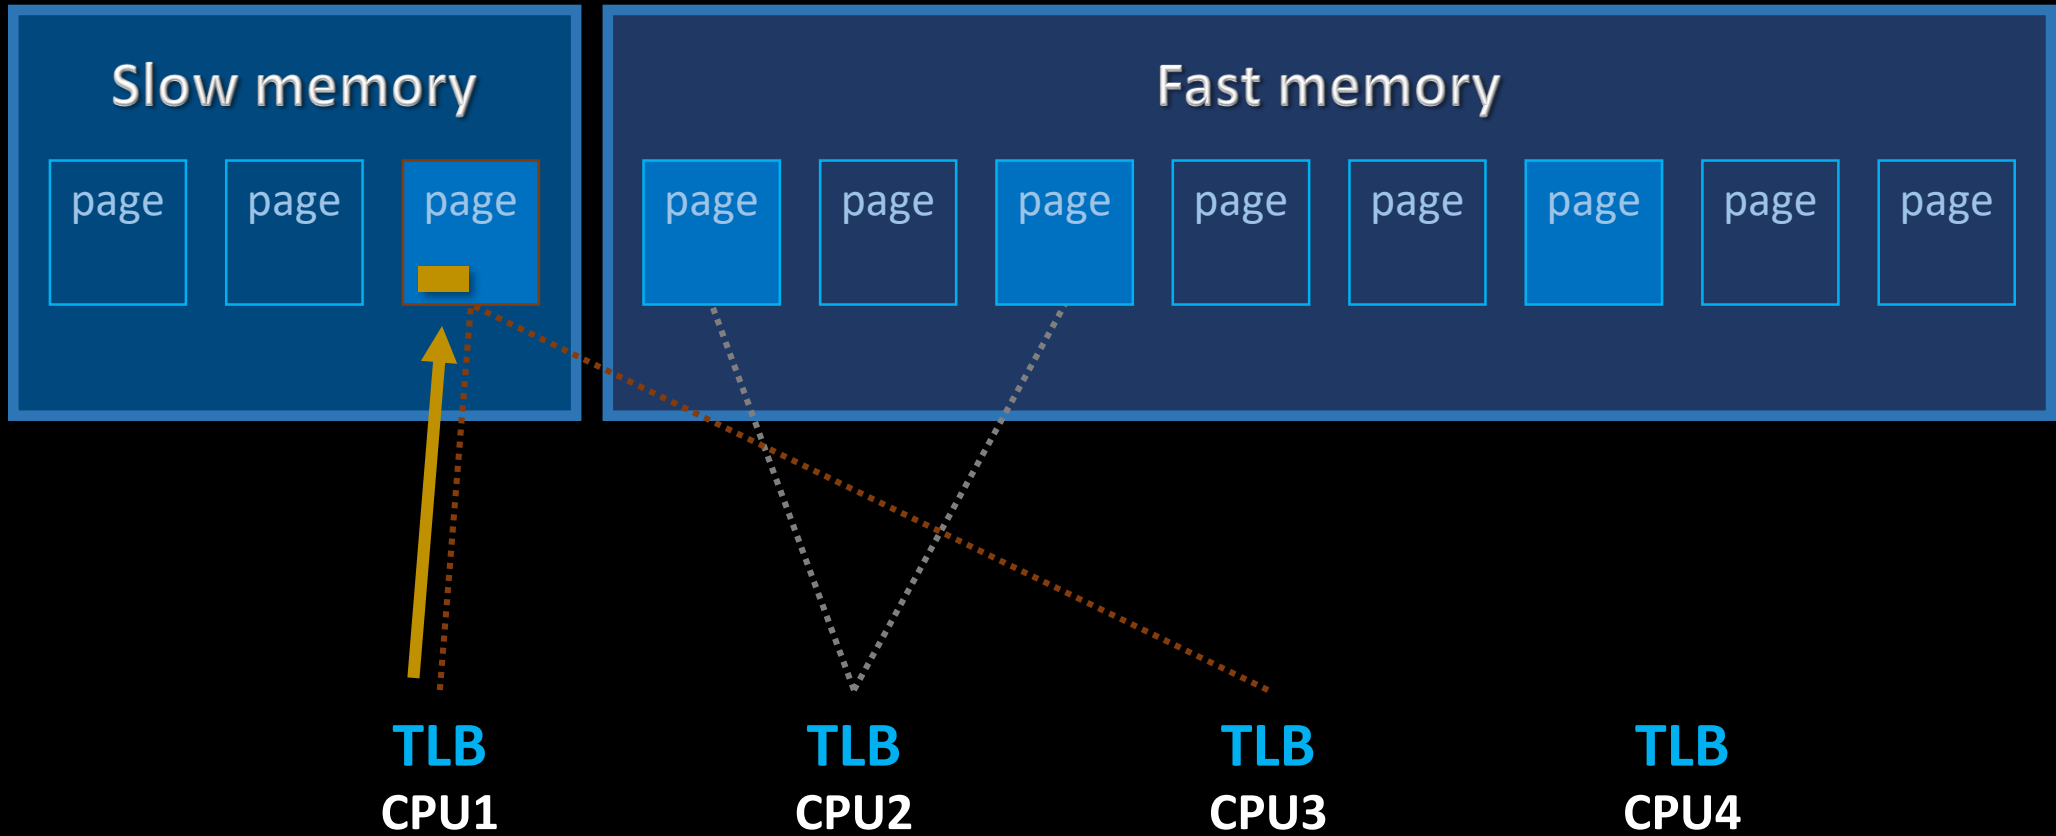 Slow memory
Fast memory
page page page page page page page page page page page
TLB TLB TLB TLB
CPU1 CPU2 CPU3 CPU4